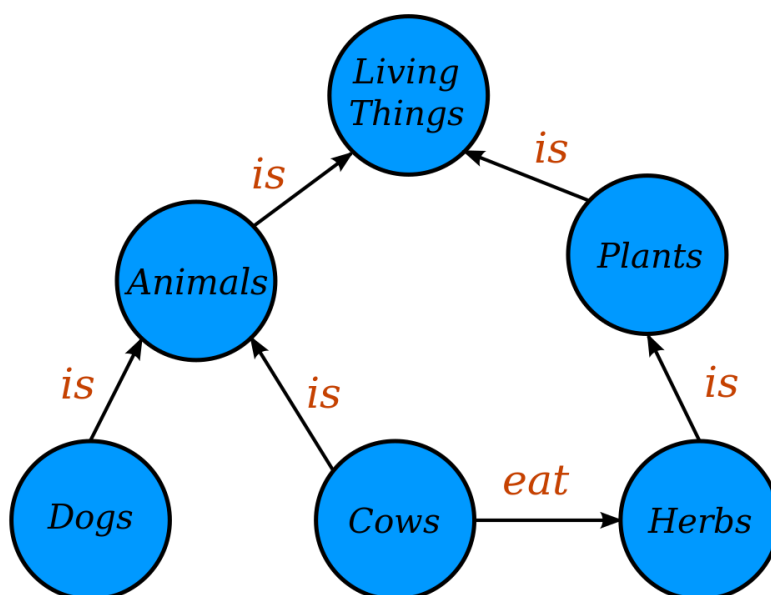 Living
Things
is
is
Animals
Plants
is
is
is
eat
Dogs
Cows
Herbs